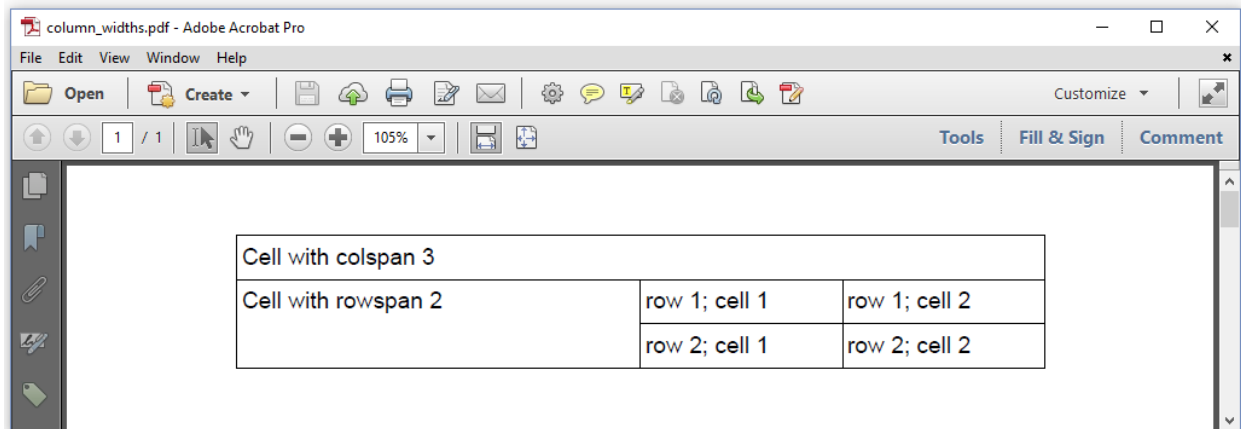 column_widths.pdf - Adobe Acrobat Pro
File Edit View Window Help
Open Create Customize
1 / 1 105% Tools Fill & Sign Comment
Cell with colspan 3
Cell with rowspan 2 row 1; cell 1 row 1; cell 2
row 2; cell 1 row 2; cell 2